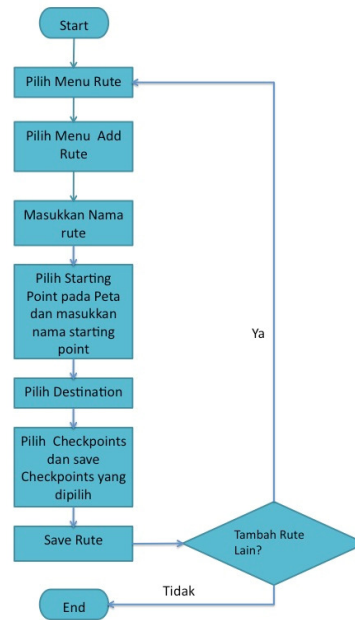 Start
Pilih Menu Rute
Pilih Menu Add
Rute
Masukkan Nama
rute
Pilih Starting
Point pada Peta
dan masukkan
nama starting
point
Ya
Pilih Destination
Pilih Checkpoints
dan save
Checkpoints yang
dipilih
Save Rute
Tambah Rute
Lain?
Tidak
End